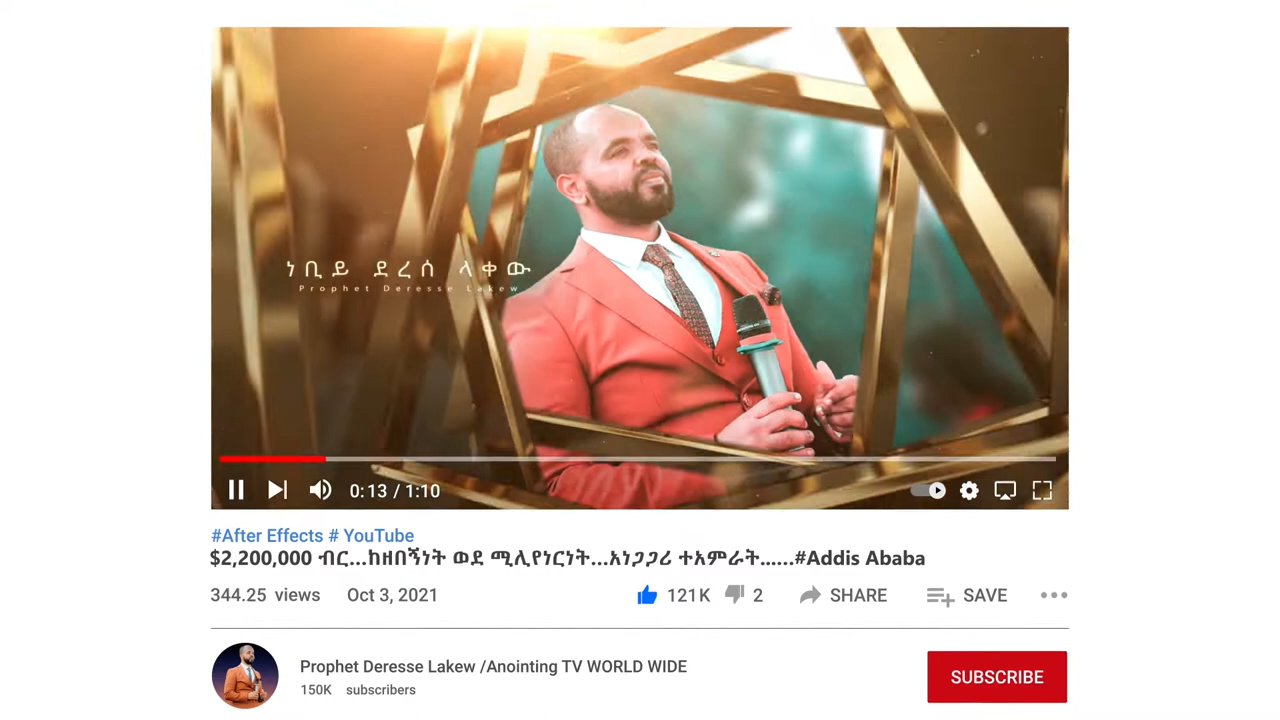 ነቢይ ደረሰ ላቀው
Prophet Deresse Lakew
0:13 / 1:10
#After Effects # YouTube
$2,200,000 ብር...ከዘበኝነት ወደ ሚሊየነርነት...አነጋጋሪ ተአምራት......#Addis Ababa
344.25 views Oct 3, 2021 121K 2 SHARE SAVE
Prophet Deresse Lakew /Anointing TV WORLD WIDE
150K subscribers
SUBSCRIBE